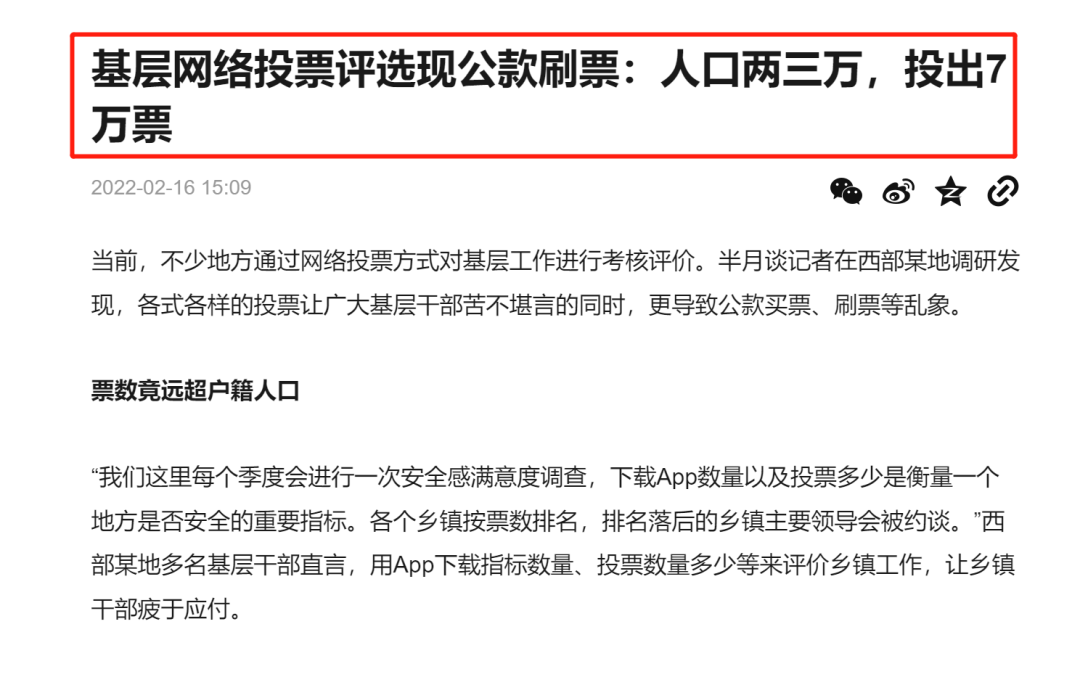 基层网络投票评选现公款刷票：人口两三万，投出7
万票
2022-02-16 15:09
当前，不少地方通过网络投票方式对基层工作进行考核评价。半月谈记者在西部某地调研发
现，各式各样的投票让广大基层干部苦不堪言的同时，更导致公款买票、刷票等乱象。
票数竟远超户籍人口
“我们这里每个季度会进行一次安全感满意度调查，下载App数量以及投票多少是衡量一个
地方是否安全的重要指标。各个乡镇按票数排名，排名落后的乡镇主要领导会被约谈。”西
部某地多名基层干部直言，用App下载指标数量、投票数量多少等来评价乡镇工作，让乡镇
干部疲于应付。